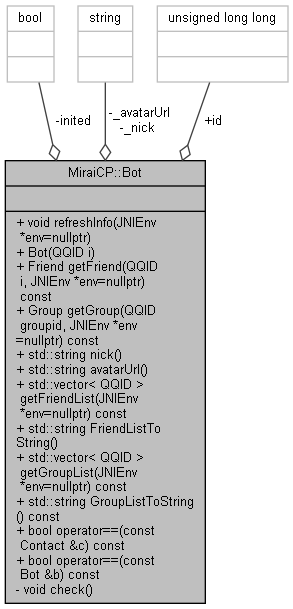 bool
string
unsigned long long
-inited
-_avatarUrl
-_nick
+id
MiraiCP::Bot
+ void refreshInfo(JNIEnv
*env=nullptr)
+ Bot(QQID i)
+ Friend getFriend(QQID
i, JNIEnv *env=nullptr)
const
+ Group getGroup(QQID
groupid, JNIEnv *env
=nullptr) const
+ std::string nick()
+ std::string avatarUrl()
+ std::vector< QQID >
getFriendList(JNIEnv
*env=nullptr) const
+ std::string FriendListTo
String()
+ std::vector< QQID >
getGroupList(JNIEnv
*env=nullptr) const
+ std::string GroupListToString
() const
+ bool operator==(const
Contact &c) const
+ bool operator==(const
Bot &b) const
- void check()